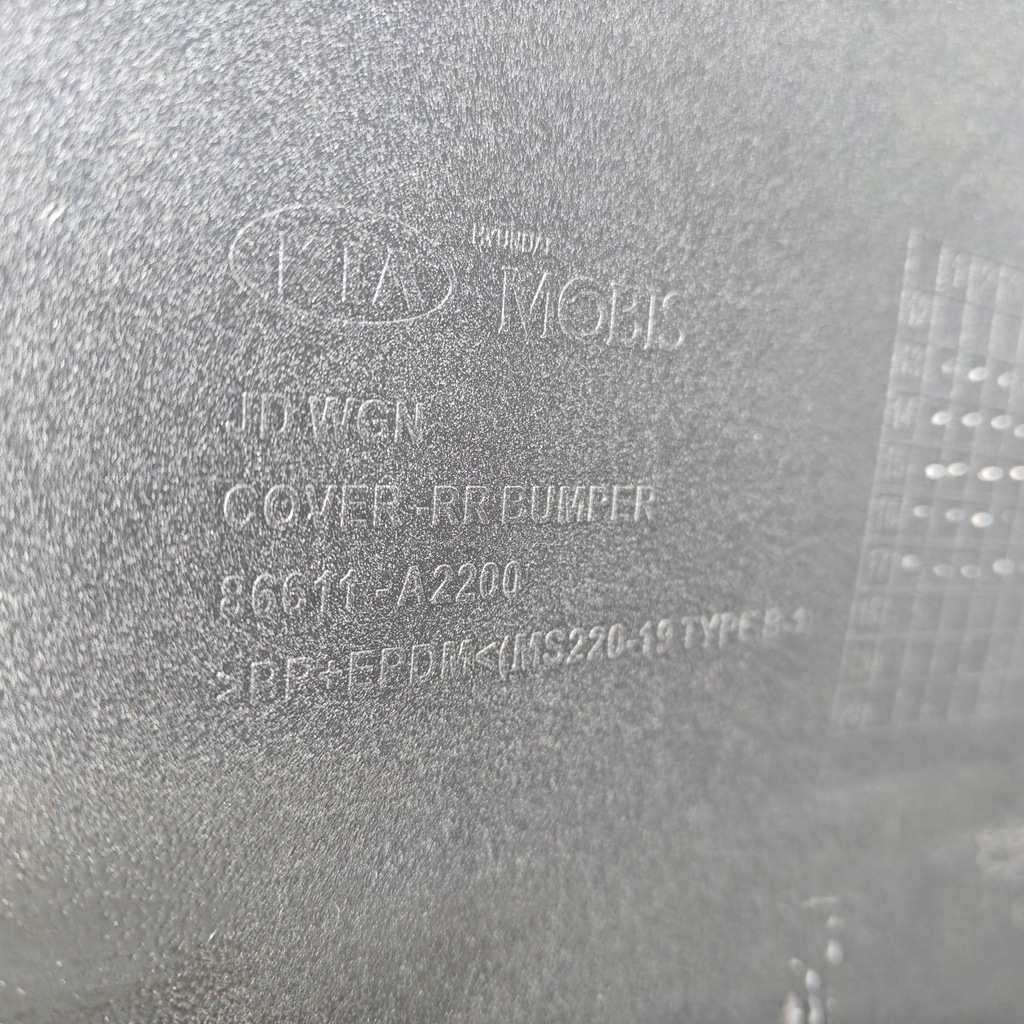 KIA
HYUNDAI
MOBIS
JD WGN
COVER-RR BUMPER
86611-A2200
>PP+EPDM<(MS220-19 TYPE B-1